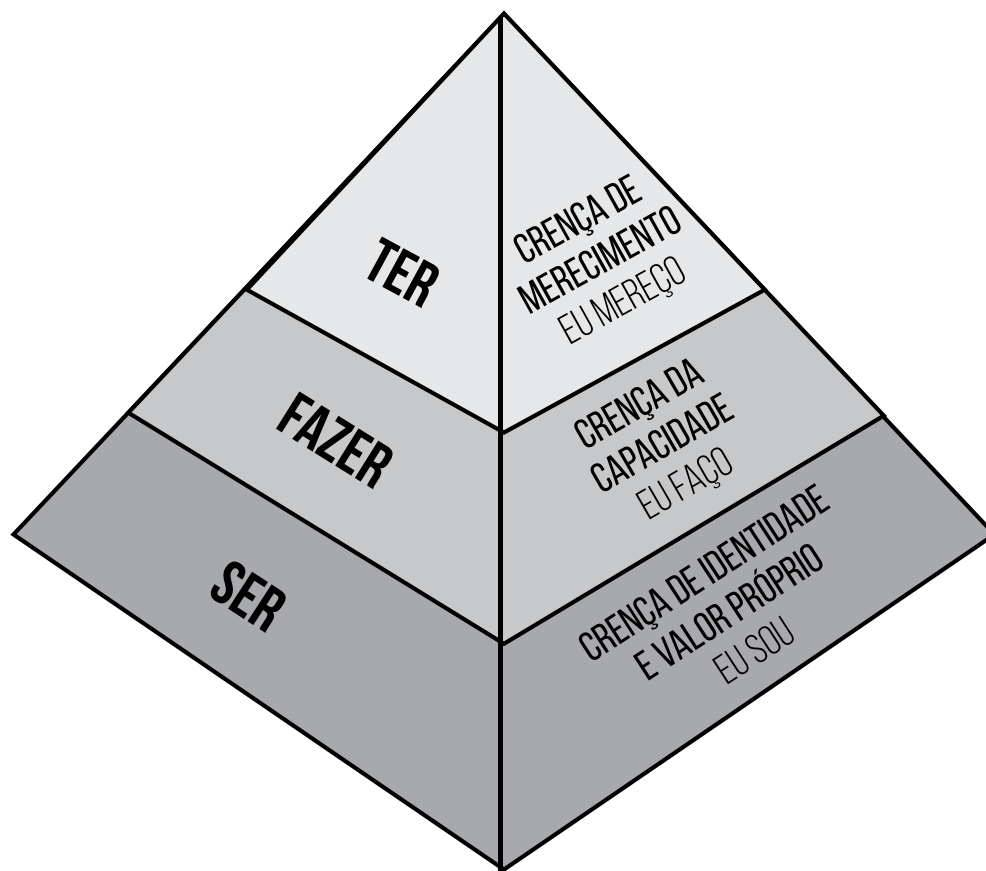 TER
CRENÇA DE
MERECIMENTO
EU MEREÇO
FAZER
CRENÇA DA
CAPACIDADE
EU FAÇO
SER
CRENÇA DE IDENTIDADE
E VALOR PRÓPRIO
EU SOU